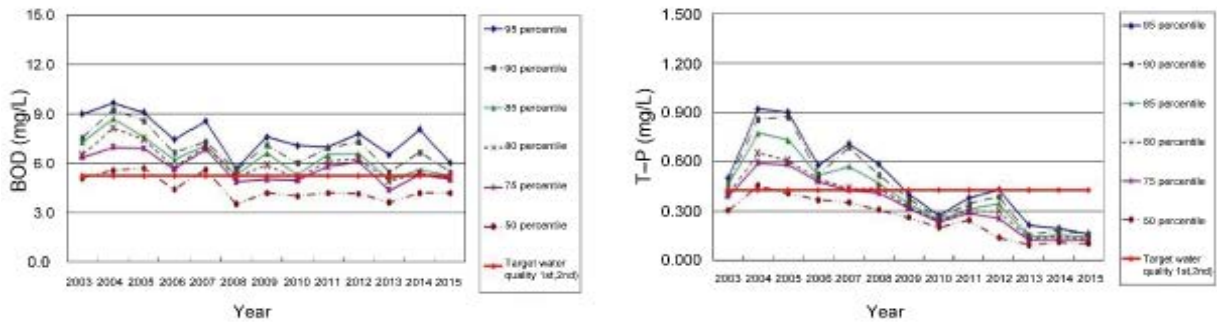 15.0
12.0
9.0
6.0
3.0
0.0
BOD (mg/L)
2003 2004 2005 2006 2007 2008 2009 2010 2011 2012 2013 2014 2015
Year
95 percentile
90 percentile
85 percentile
80 percentile
75 percentile
50 percentile
Target water
quality 1st,2nd)
1.500
1.200
0.900
0.600
0.300
0.000
T-P (mg/L)
2003 2004 2005 2006 2007 2008 2009 2010 2011 2012 2013 2014 2015
Year
95 percentile
90 percentile
85 percentile
80 percentile
75 percentile
50 percentile
Target water
quality 1st,2nd)